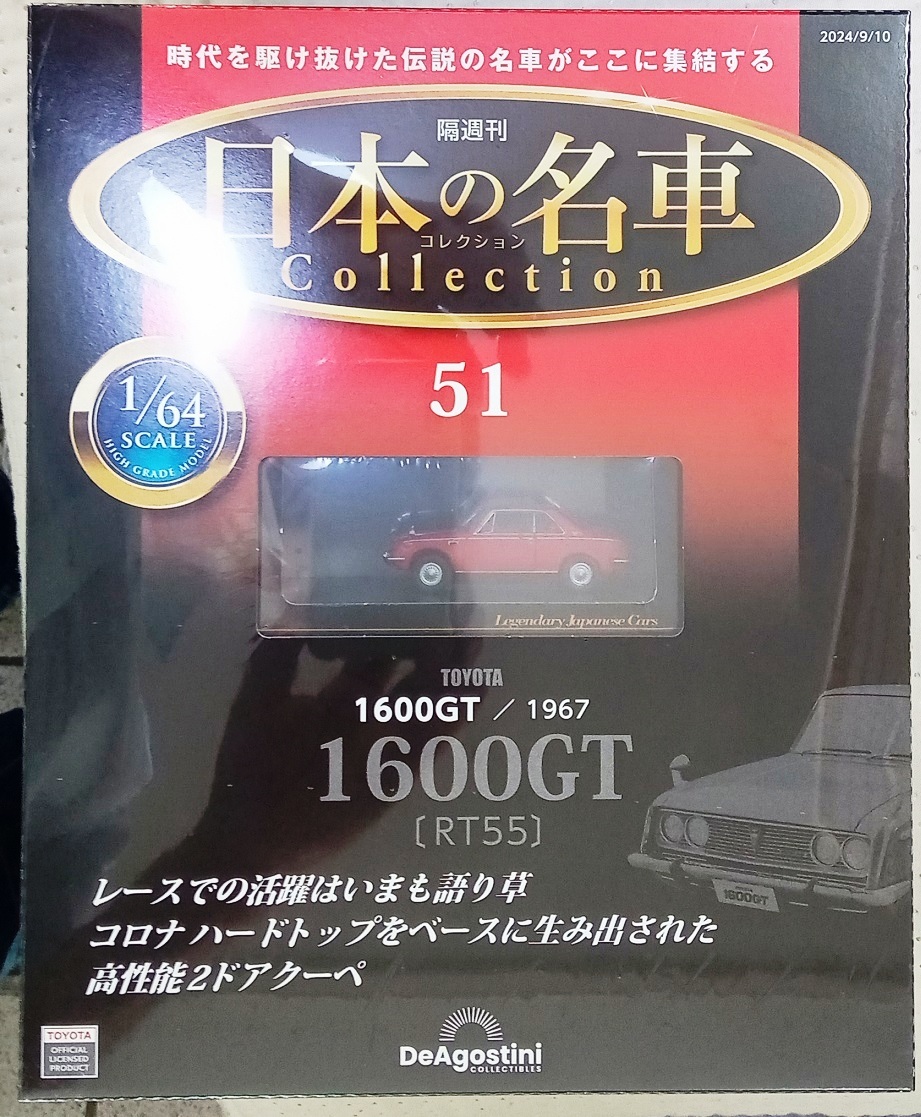 2024/9/10
時代を駆け抜けた伝説の名車がここに集結する
隔週刊
日本の名車
コレクション
Collection
51
1/64
SCALE
HIGH GRADE MODEL
Legendary Japanese Cars
TOYOTA
1600GT / 1967
1600GT
〔RT55〕
1600GT
レースでの活躍はいまも語り草
コロナ ハードトップをベースに生み出された
高性能2ドアクーペ
TOYOTA
OFFICIAL
LICENSED
PRODUCT
DeAgostini
COLLECTIBLES